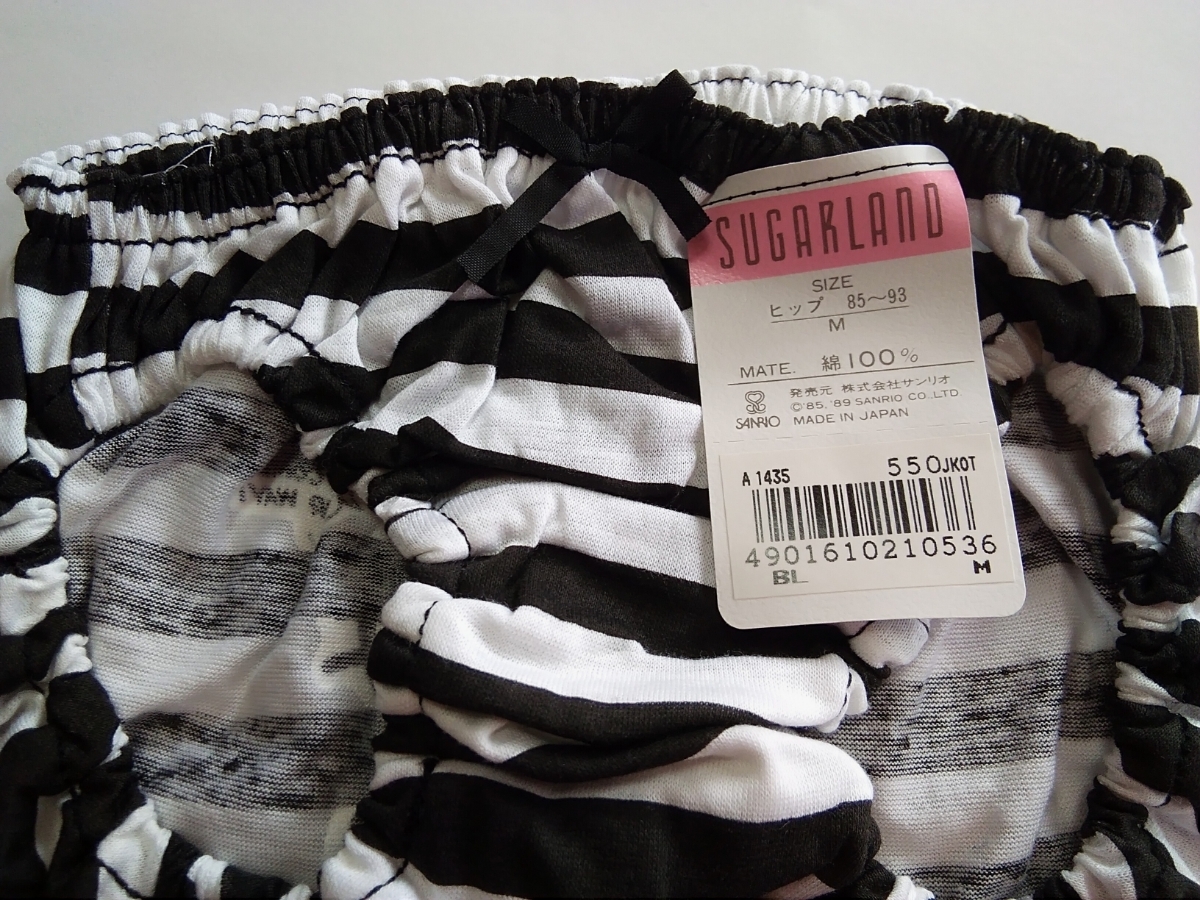 SUGARLAND
SIZE
ヒップ 85～93
M
MATE. 綿100%
発売元 株式会社サンリオ
©'85,'89 SANRIO CO.,LTD.
SANRIO MADE IN JAPAN
A1435 550JKOT
4901610210536
BL M